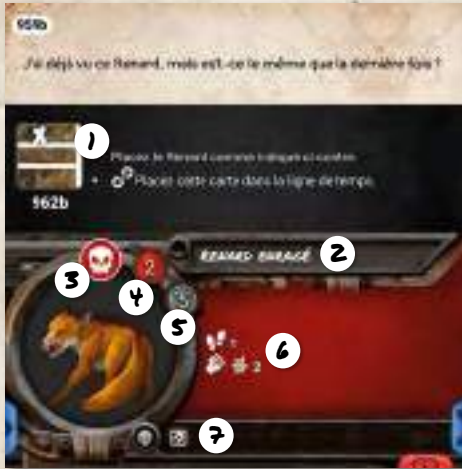 959b
J'ai déjà vu ce Renard, mais est-ce le même que la dernière fois ?
X
1
Placez le Renard comme indiqué ci-contre.
+ Placez cette carte dans la ligne de temps.
962b
RENARD ENRAGÉ 2
3
4 2
5
1
2 6
7